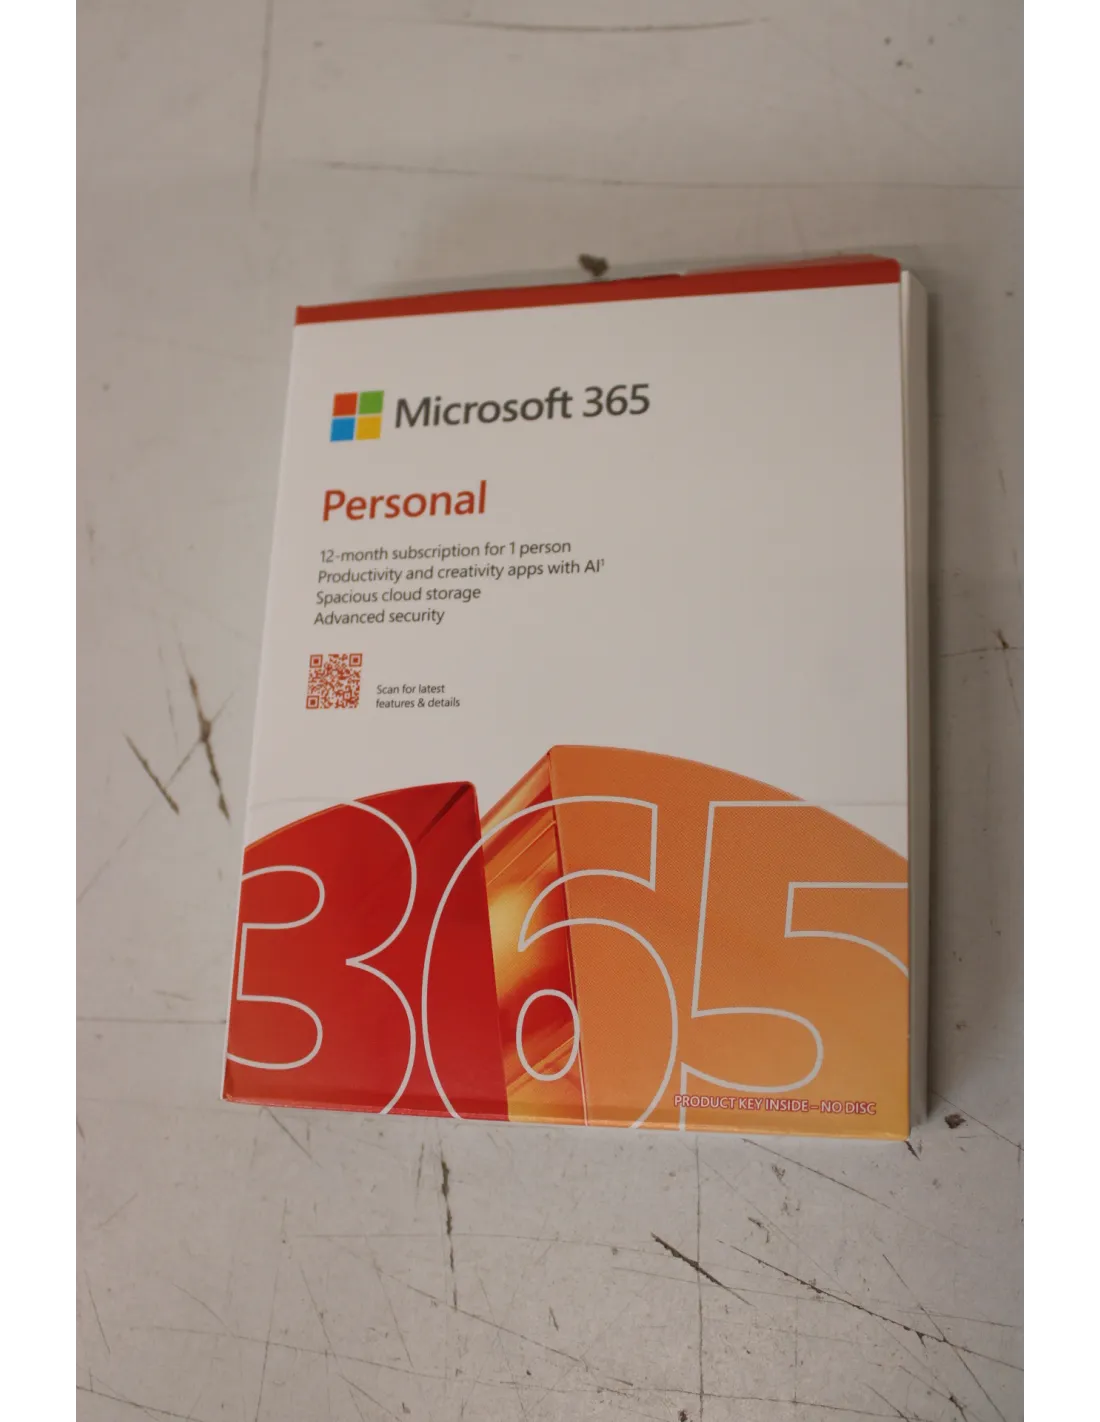 Microsoft 365
Personal
12-month subscription for 1 person
Productivity and creativity apps with AI¹
Spacious cloud storage
Advanced security
Scan for latest
features & details
365
PRODUCT KEY INSIDE – NO DISC